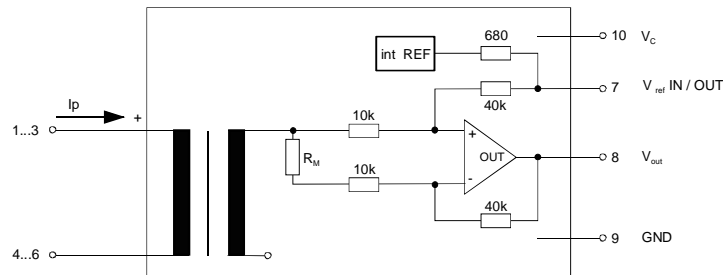 680
10 V_C
int REF
7 V_ref IN / OUT
Ip
+
40k
1...3
10k
+
R_M
OUT
8 V_out
10k
-
40k
9 GND
4...6